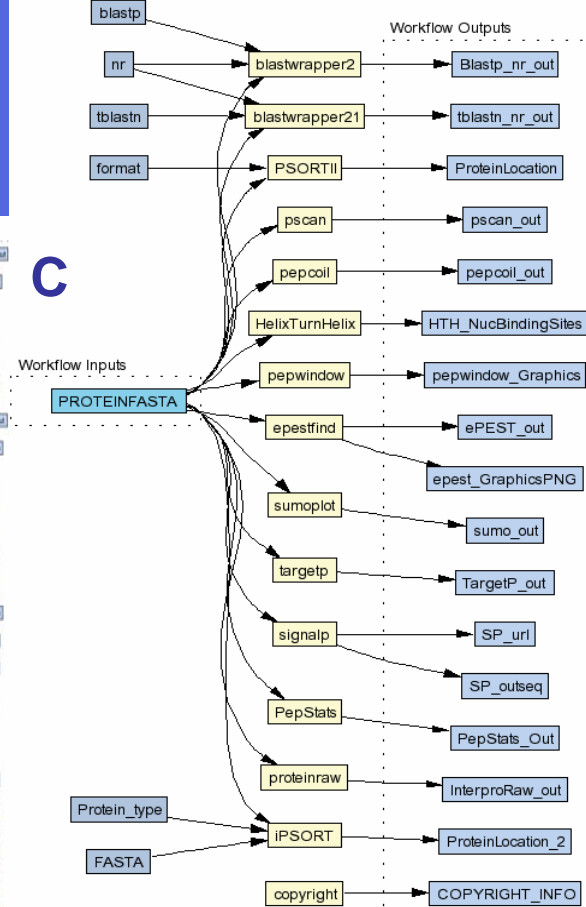 blastp
Workflow Outputs
nr
blastwrapper2
Blastp_nr_out
tblastn
blastwrapper21
tblastn_nr_out
format
PSORTII
ProteinLocation
pscan
pscan_out
C
pepcoil
pepcoil_out
HelixTurnHelix
HTH_NucBindingSites
Workflow Inputs
pepwindow
pepwindow_Graphics
PROTEINFASTA
epestfind
ePEST_out
epest_GraphicsPNG
sumoplot
sumo_out
targetp
TargetP_out
signalp
SP_url
SP_outseq
PepStats
PepStats_Out
proteinraw
InterproRaw_out
Protein_type
iPSORT
ProteinLocation_2
FASTA
copyright
COPYRIGHT_INFO